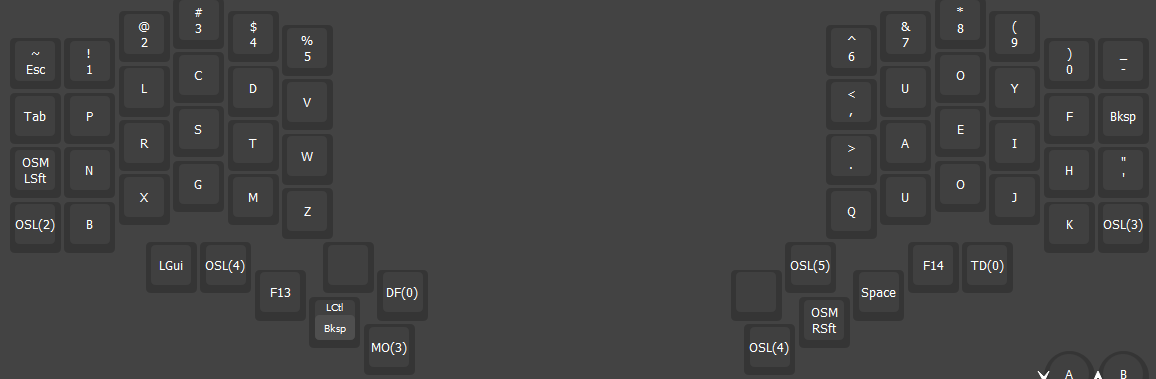 ~
Esc
!
1
@
2
#
3
$
4
%
5
^
6
&
7
*
8
(
9
)
0
_
-
Tab
P
L
C
D
V
<
,
U
O
Y
F
Bksp
OSM
LSft
N
R
S
T
W
>
.
A
E
I
H
"
'
OSL(2)
B
X
G
M
Z
Q
U
O
J
K
OSL(3)
LGui
OSL(4)
F13
LCtl
Bksp
DF(0)
MO(3)
OSL(5)
OSM
RSft
Space
F14
TD(0)
OSL(4)
A
B